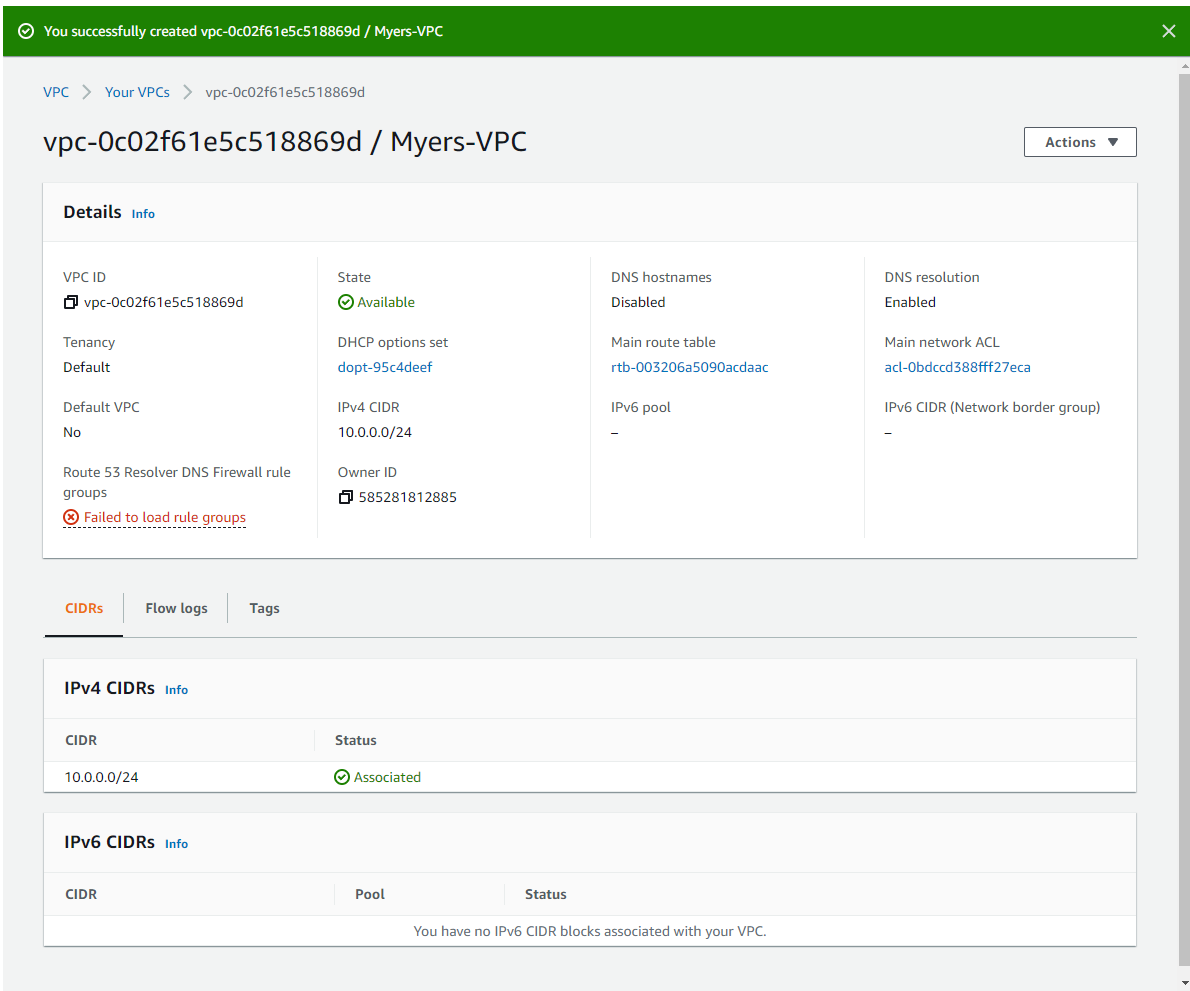 You successfully created vpc-0c02f61e5c518869d / Myers-VPC
VPC > Your VPCs > vpc-0c02f61e5c518869d
vpc-0c02f61e5c518869d / Myers-VPC
Actions
Details Info
VPC ID
vpc-0c02f61e5c518869d
Tenancy
Default
Default VPC
No
Route 53 Resolver DNS Firewall rule
groups
Failed to load rule groups
State
Available
DHCP options set
dopt-95c4deef
IPv4 CIDR
10.0.0.0/24
Owner ID
585281812885
DNS hostnames
Disabled
Main route table
rtb-003206a5090acdaac
IPv6 pool
–
DNS resolution
Enabled
Main network ACL
acl-0bdccd388fff27eca
IPv6 CIDR (Network border group)
–
CIDRs Flow logs Tags
IPv4 CIDRs Info
CIDR Status
10.0.0.0/24 Associated
IPv6 CIDRs Info
CIDR Pool Status
You have no IPv6 CIDR blocks associated with your VPC.